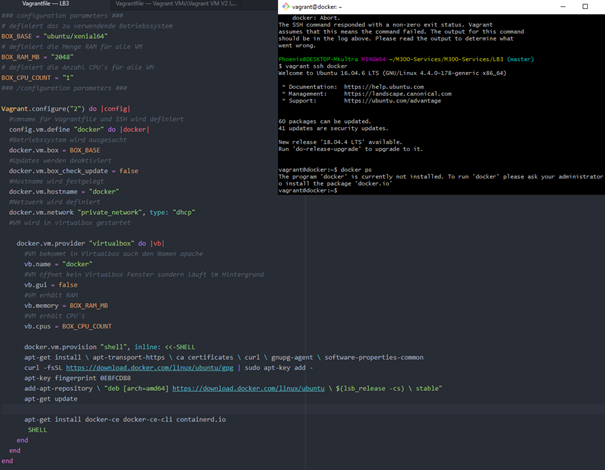 Vagrantfile — LB3
Vagrantfile — Vagrant VMs\Vagrant VM V2 I...
### configuration parameters ###
# definiert das zu verwendende Betriebssystem
BOX_BASE = "ubuntu/xenial64"
# definiert die Menge RAM für alle VM
BOX_RAM_MB = "2048"
# definiert die Anzahl CPU's für alle VM
BOX_CPU_COUNT = "1"
### /configuration parameters ###
Vagrant.configure("2") do |config|
#vmname für Vagrantfile und SSH wird definiert
config.vm.define "docker" do |docker|
#Betriebssystem wird ausgesacht
docker.vm.box = BOX_BASE
#Updates werden deaktiviert
docker.vm.box_check_update = false
#Hostname wird festgelegt
docker.vm.hostname = "docker"
#Netzwerk wird definiert
docker.vm.network "private_network", type: "dhcp"
#VM wird in virtualbox gestartet
docker.vm.provider "virtualbox" do |vb|
#VM bekommt in Virtualbox auch den Namen apache
vb.name = "docker"
#VM Öffnet kein Virtualbox Fenster sondern läuft im Hintergrund
vb.gui = false
#VM erhält RAM
vb.memory = BOX_RAM_MB
#VM erhält CPU's
vb.cpus = BOX_CPU_COUNT
docker.vm.provision "shell", inline: <<-SHELL
apt-get install \ apt-transport-https \ ca certificates \ curl \ gnupg-agent \ software-properties-common
curl -fsSL https://download.docker.com/linux/ubuntu/gpg | sudo apt-key add -
apt-key fingerprint 0EBFCD88
add-apt-repository \ "deb [arch=amd64] https://download.docker.com/linux/ubuntu \ $(lsb_release -cs) \ stable"
apt-get update
apt-get install docker-ce docker-ce-cli containerd.io
SHELL
end
end
end
vagrant@docker: ~
docker: Abort.
The SSH command responded with a non-zero exit status. Vagrant
assumes that this means the command failed. The output for this command
should be in the log above. Please read the output to determine what
went wrong.
Phoenix@DESKTOP-Mkultra MINGW64 ~/M300-Services/M300-Services/LB3 (master)
$ vagrant ssh docker
Welcome to Ubuntu 16.04.6 LTS (GNU/Linux 4.4.0-178-generic x86_64)
* Documentation: https://help.ubuntu.com
* Management: https://landscape.canonical.com
* Support: https://ubuntu.com/advantage
60 packages can be updated.
41 updates are security updates.
New release '18.04.4 LTS' available.
Run 'do-release-upgrade' to upgrade to it.
vagrant@docker:~$ docker ps
The program 'docker' is currently not installed. To run 'docker' please ask your administrator
o install the package 'docker.io'
vagrant@docker:~$